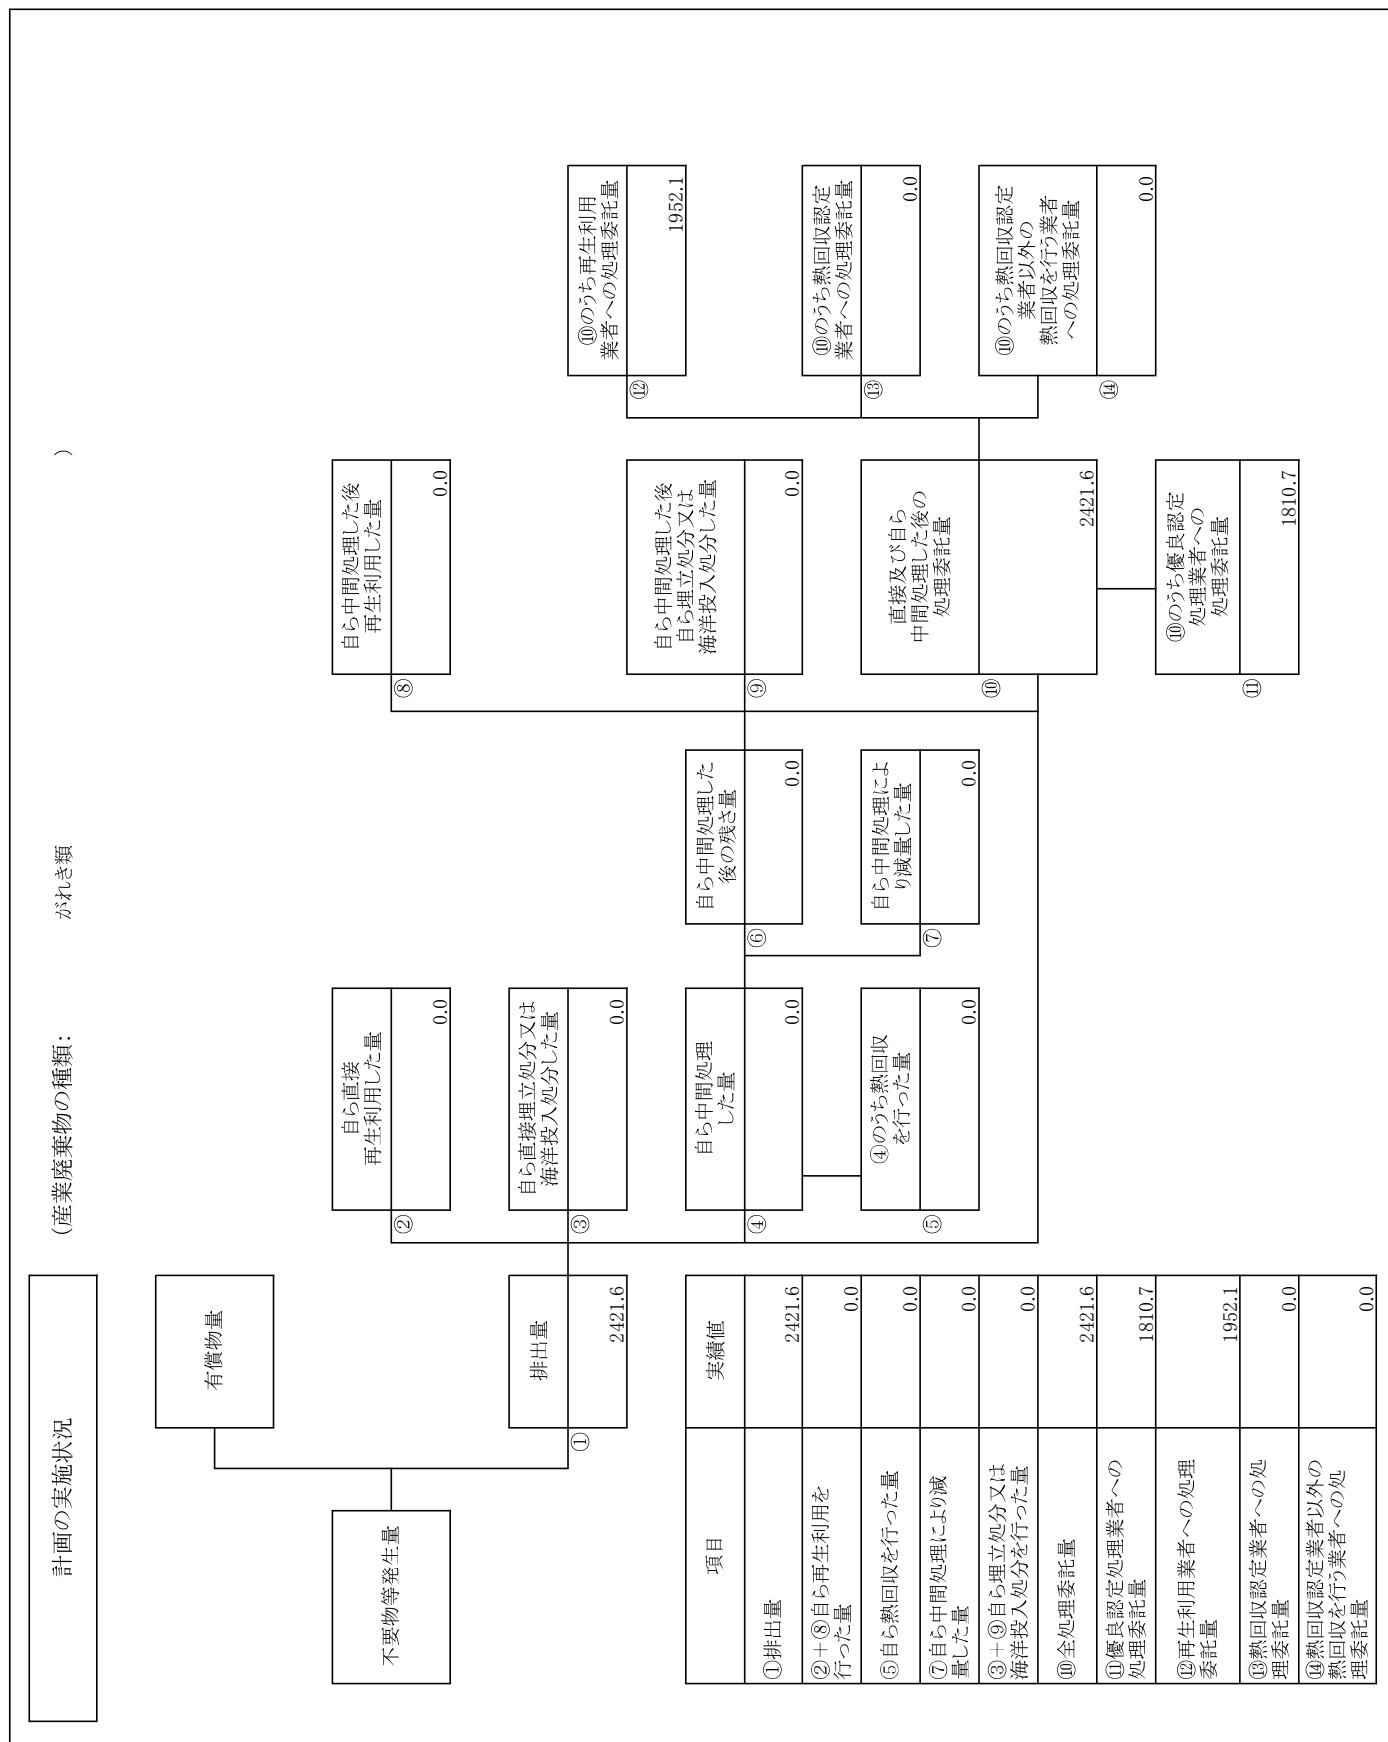 計画の実施状況
(産業廃棄物の種類:
がれき類
)
不要物等発生量
有償物量
①
排出量
2421.6
②
自ら直接
再生利用した量
0.0
③
自ら直接埋立処分又は
海洋投入処分した量
0.0
④
自ら中間処理
した量
0.0
⑤
④のうち熱回収
を行った量
0.0
⑥
自ら中間処理した
後の残さ量
0.0
⑦
自ら中間処理によ
り減量した量
0.0
⑧
自ら中間処理した後
再生利用した量
0.0
⑨
自ら中間処理した後
自ら埋立処分又は
海洋投入処分した量
0.0
⑩
直接及び自ら
中間処理した後の
処理委託量
2421.6
⑪
⑩のうち優良認定
処理業者への
処理委託量
1810.7
⑫
⑩のうち再生利用
業者への処理委託量
1952.1
⑬
⑩のうち熱回収認定
業者への処理委託量
0.0
⑭
⑩のうち熱回収認定
業者以外の
熱回収を行う業者
への処理委託量
0.0
項目
実績値
①排出量
2421.6
②+⑧自ら再生利用を
行った量
0.0
⑤自ら熱回収を行った量
0.0
⑦自ら中間処理により減
量した量
0.0
③+⑨自ら埋立処分又は
海洋投入処分を行った量
0.0
⑩全処理委託量
2421.6
⑪優良認定処理業者への
処理委託量
1810.7
⑫再生利用業者への処理
委託量
1952.1
⑬熱回収認定業者への処
理委託量
0.0
⑭熱回収認定業者以外の
熱回収を行う業者への処
理委託量
0.0